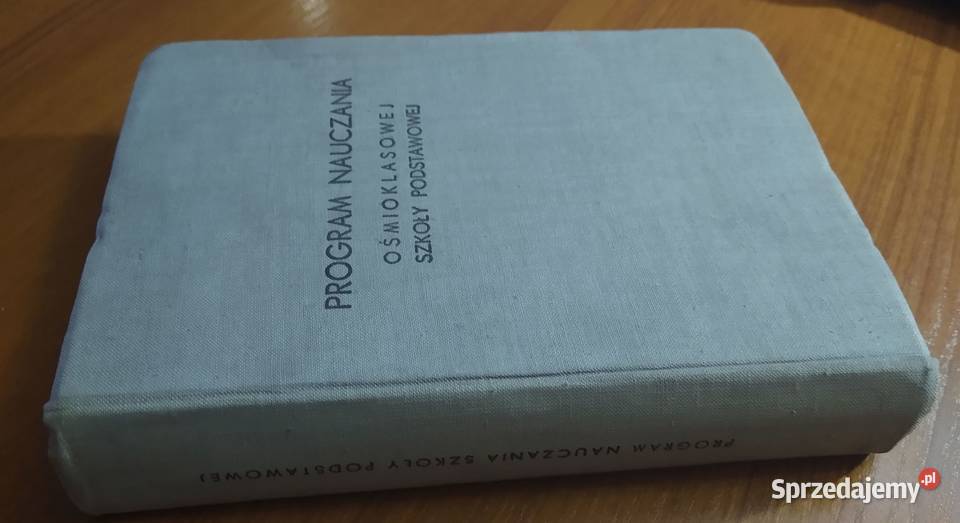 PROGRAM NAUCZANIA
OŚMIOKLASOWEJ
SZKOŁY PODSTAWOWEJ
PROGRAM NAUCZANIA SZKOŁY PODSTAWOWEJ
Sprzedajemy.pl